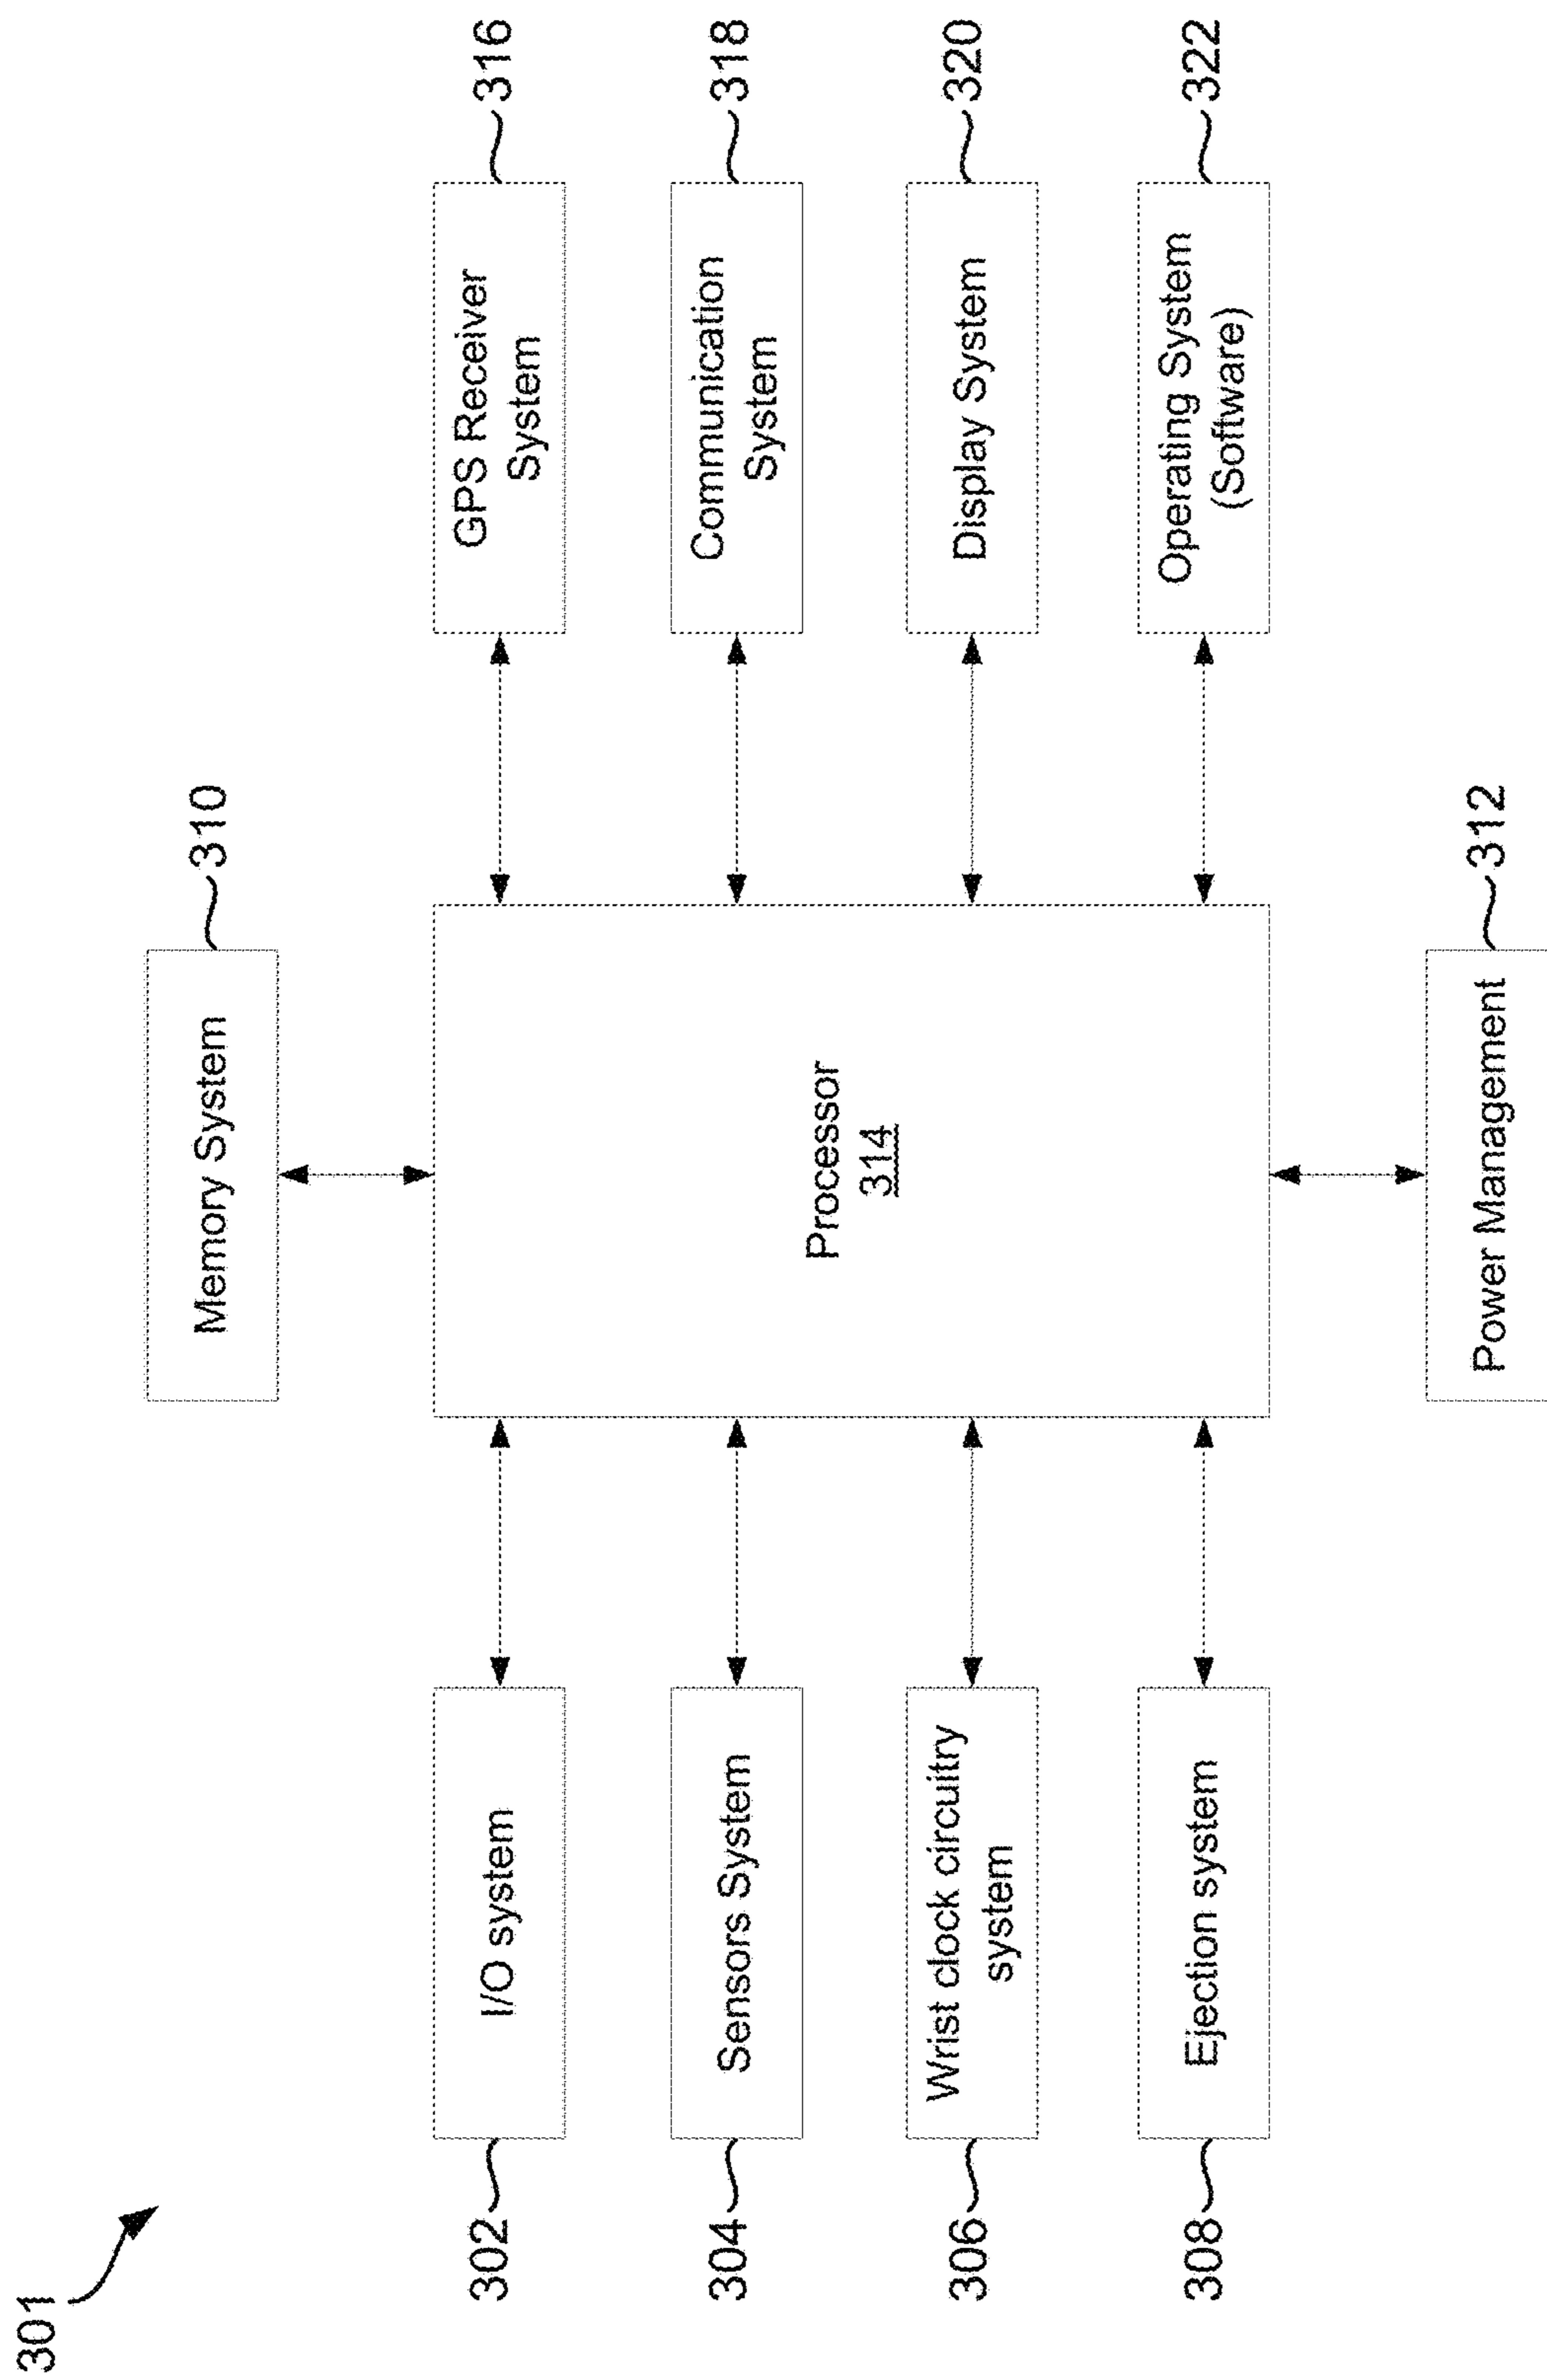 301
Memory System
310
302
I/O system
GPS Receiver
System
316
304
Sensors System
Processor
314
Communication
System
318
306
Wrist clock circuitry
system
Display System
320
308
Ejection system
Operating System
(Software)
322
Power Management
312